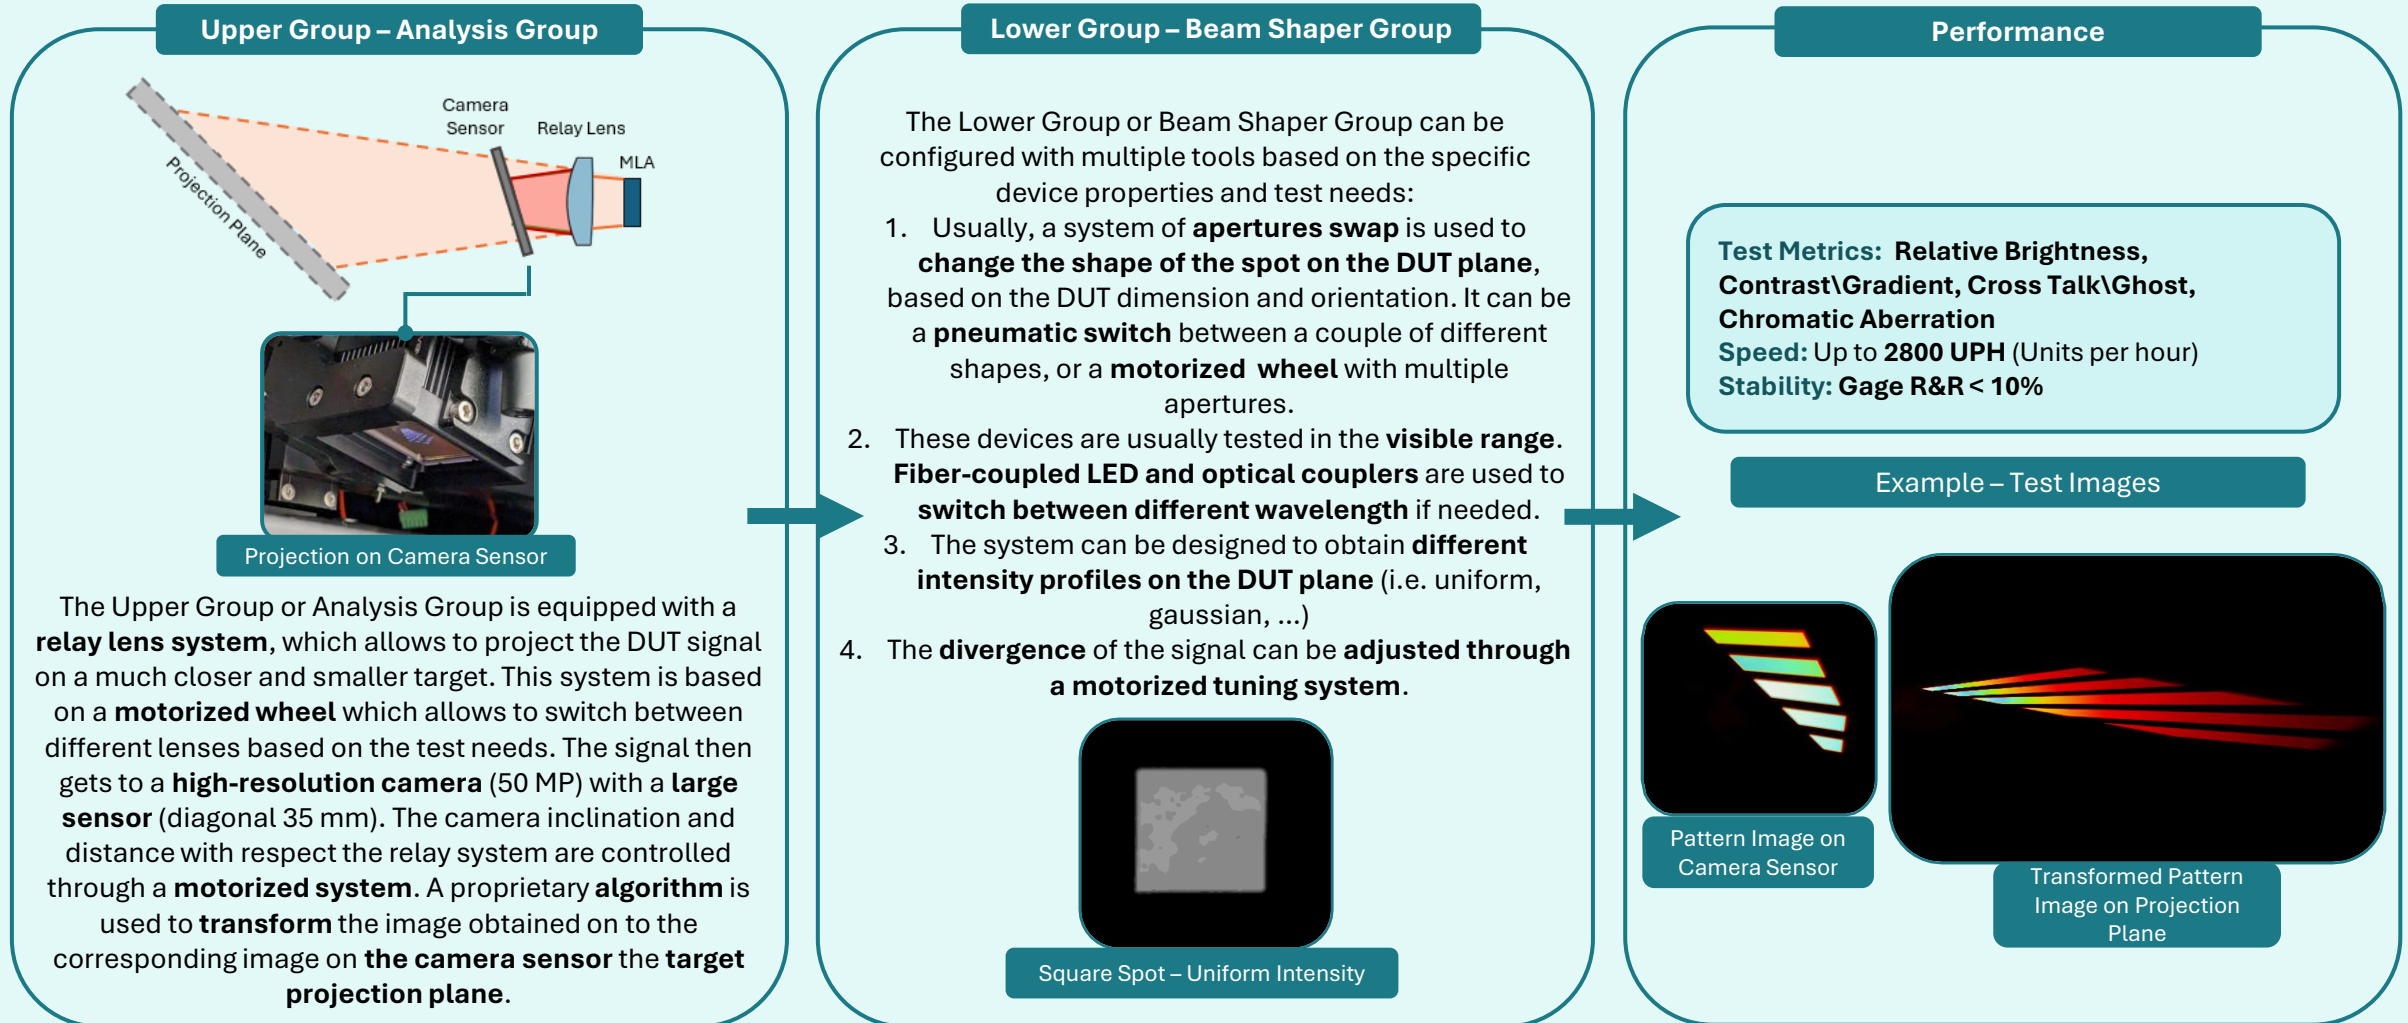 Upper Group – Analysis Group
Camera
Sensor
Relay Lens
MLA
Projection Plane
Projection on Camera Sensor
The Upper Group or Analysis Group is equipped with a
relay lens system, which allows to project the DUT signal
on a much closer and smaller target. This system is based
on a motorized wheel which allows to switch between
different lenses based on the test needs. The signal then
gets to a high-resolution camera (50 MP) with a large
sensor (diagonal 35 mm). The camera inclination and
distance with respect the relay system are controlled
through a motorized system. A proprietary algorithm is
used to transform the image obtained on to the
corresponding image on the camera sensor the target
projection plane.
Lower Group – Beam Shaper Group
The Lower Group or Beam Shaper Group can be
configured with multiple tools based on the specific
device properties and test needs:
1. Usually, a system of apertures swap is used to
change the shape of the spot on the DUT plane,
based on the DUT dimension and orientation. It can be
a pneumatic switch between a couple of different
shapes, or a motorized wheel with multiple
apertures.
2. These devices are usually tested in the visible range.
Fiber-coupled LED and optical couplers are used to
switch between different wavelength if needed.
3. The system can be designed to obtain different
intensity profiles on the DUT plane (i.e. uniform,
gaussian, ...)
4. The divergence of the signal can be adjusted through
a motorized tuning system.
Square Spot – Uniform Intensity
Performance
Test Metrics: Relative Brightness,
Contrast\Gradient, Cross Talk\Ghost,
Chromatic Aberration
Speed: Up to 2800 UPH (Units per hour)
Stability: Gage R&R < 10%
Example – Test Images
Pattern Image on
Camera Sensor
Transformed Pattern
Image on Projection
Plane